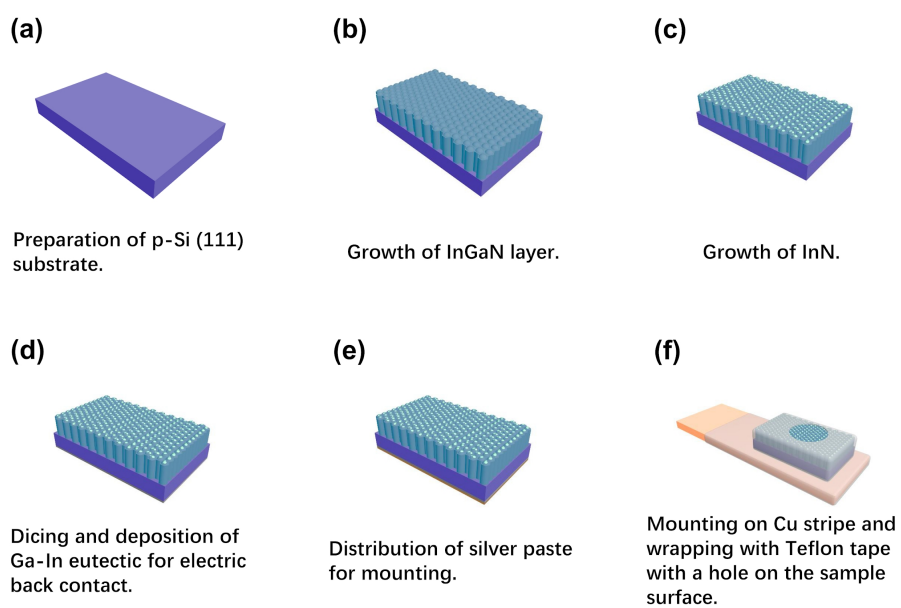 (a)
(b)
(c)
Preparation of p-Si (111)
substrate.
Growth of InGaN layer.
Growth of InN.
(d)
(e)
(f)
Dicing and deposition of
Ga-In eutectic for electric
back contact.
Distribution of silver paste
for mounting.
Mounting on Cu stripe and
wrapping with Teflon tape
with a hole on the sample
surface.